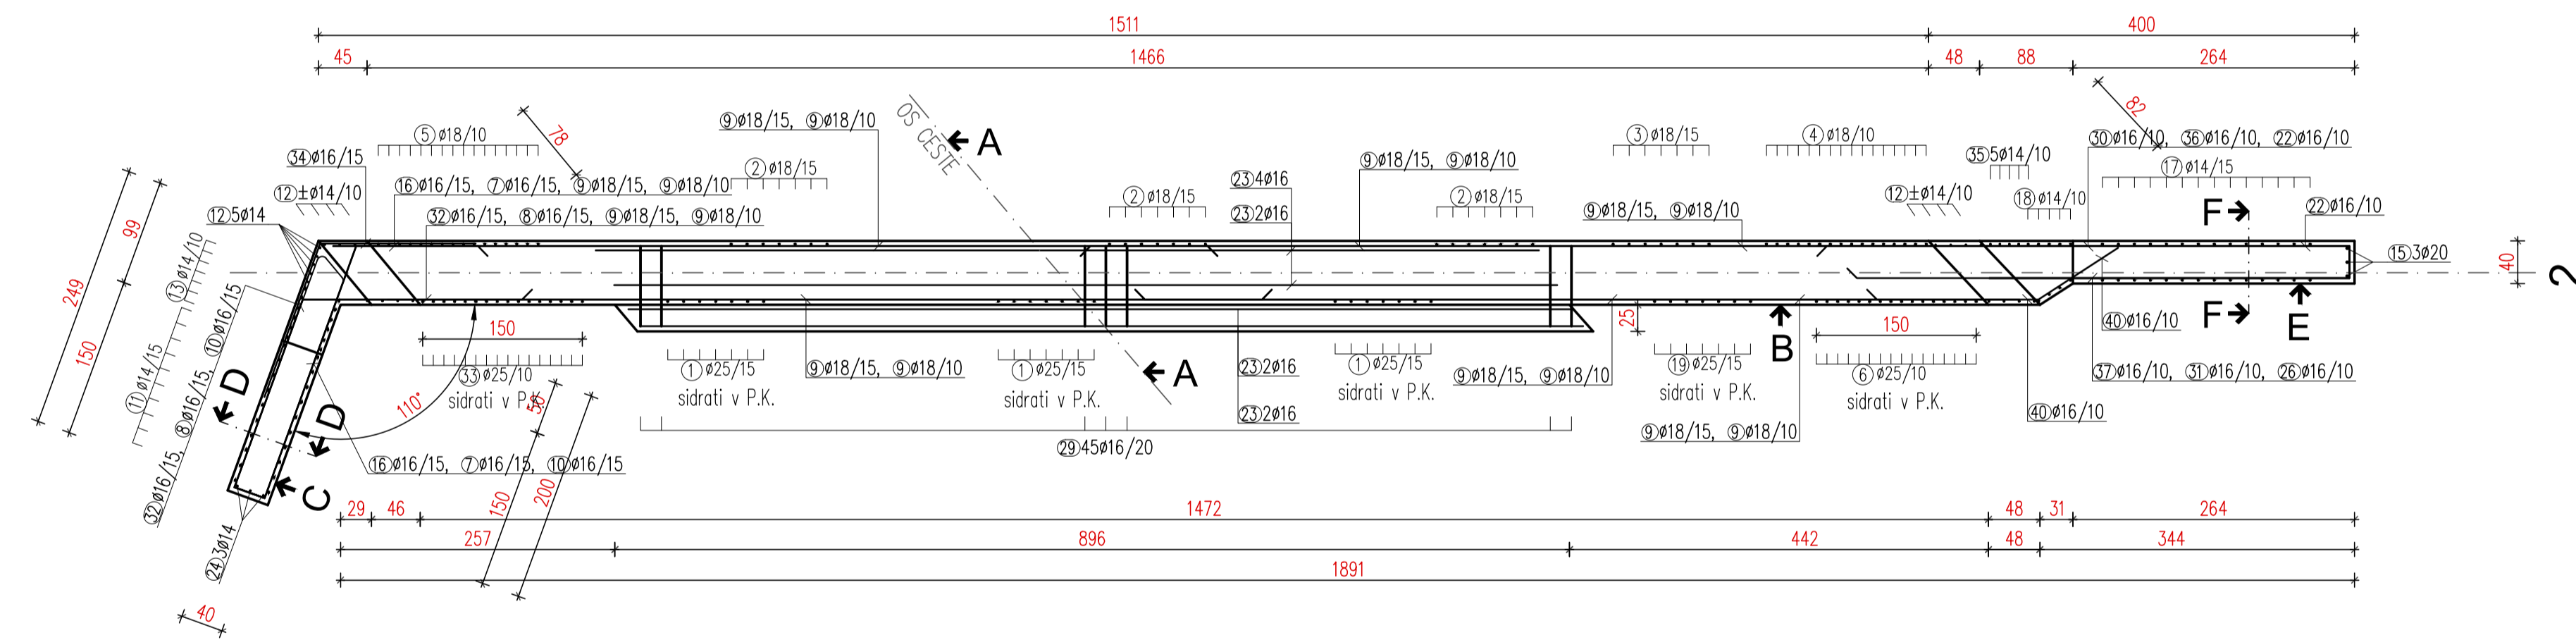 1511
400
45
1466
48
88
264
⑤ø18/10
78
⑨ø18/15, ⑨ø18/10
OS CESTE
A
③ø18/15
④ø18/10
82
㉚ø16/10, ㊱ø16/10, ㉒ø16/10
㉞ø16/15
②ø18/15
⑨ø18/15, ⑨ø18/10
㉟5ø14/10
⑰ø14/15
⑫±ø14/10
⑯ø16/15, ⑦ø16/15, ⑨ø18/15, ⑨ø18/10
㉓4ø16
②ø18/15
②ø18/15
⑫±ø14/10
⑱ø14/10
⑫5ø14
㉜ø16/15, ⑧ø16/15, ⑨ø18/15, ⑨ø18/10
㉓2ø16
⑨ø18/15, ⑨ø18/10
F
㉒ø16/10
99
249
150
⑬ø14/10
⑪ø14/15
⑮3ø20
40
2
㉜ø16/15, ⑧ø16/15, ⑩ø16/15
150
25
150
F
E
㊵ø16/10
B
㉝ø25/10
sidrati v P.K.
①ø25/15
sidrati v P.K.
⑨ø18/15, ⑨ø18/10
①ø25/15
sidrati v P.K.
A
㉓2ø16
①ø25/15
sidrati v P.K.
⑨ø18/15, ⑨ø18/10
⑲ø25/15
sidrati v P.K.
⑥ø25/10
sidrati v P.K.
㊲ø16/10, ㉛ø16/10, ㉖ø16/10
D
D
110°
50
㉓2ø16
㊵ø16/10
⑨ø18/15, ⑨ø18/10
㉙45ø16/20
⑯ø16/15, ⑦ø16/15, ⑩ø16/15
C
150
200
㉔3ø14
29
46
1472
48
31
264
257
896
442
48
344
1891
40